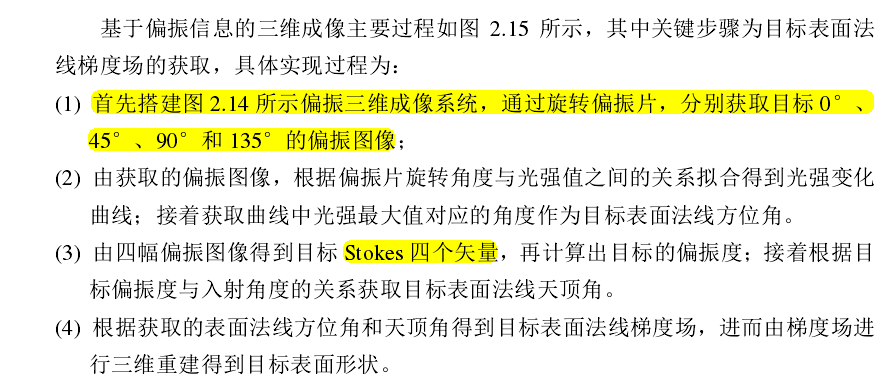 基于偏振信息的三维成像主要过程如图 2.15 所示，其中关键步骤为目标表面法
线梯度场的获取，具体实现过程为：
(1) 首先搭建图 2.14 所示偏振三维成像系统，通过旋转偏振片，分别获取目标 0°、
45°、90° 和 135° 的偏振图像；
(2) 由获取的偏振图像，根据偏振片旋转角度与光强值之间的关系拟合得到光强变化
曲线；接着获取曲线中光强最大值对应的角度作为目标表面法线方位角。
(3) 由四幅偏振图像得到目标 Stokes 四个矢量，再计算出目标的偏振度；接着根据目
标偏振度与入射角度的关系获取目标表面法线天顶角。
(4) 根据获取的表面法线方位角和天顶角得到目标表面法线梯度场，进而由梯度场进
行三维重建得到目标表面形状。